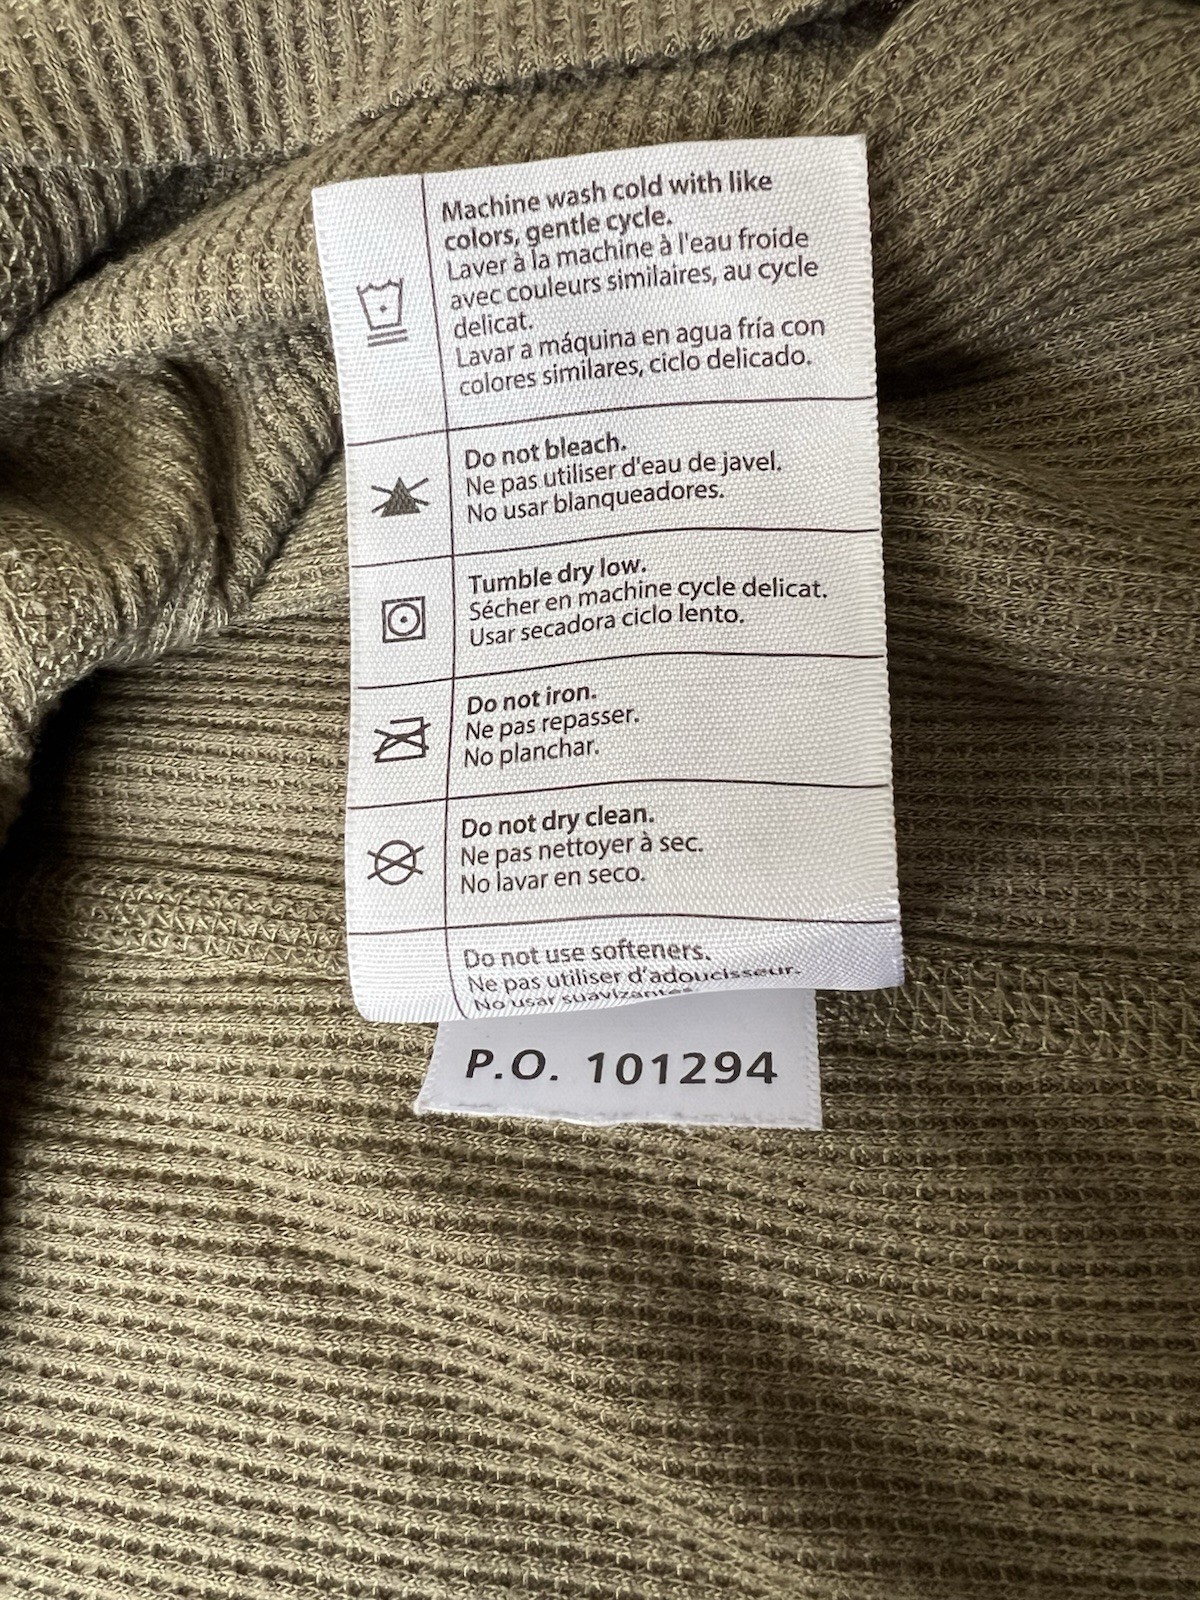 Machine wash cold with like
colors, gentle cycle.
Laver à la machine à l'eau froide
avec couleurs similaires, au cycle
delicat.
Lavar a máquina en agua fría con
colores similares, ciclo delicado.
Do not bleach.
Ne pas utiliser d'eau de javel.
No usar blanqueadores.
Tumble dry low.
Sécher en machine cycle delicat.
Usar secadora ciclo lento.
Do not iron.
Ne pas repasser.
No planchar.
Do not dry clean.
Ne pas nettoyer à sec.
No lavar en seco.
Do not use softeners.
Ne pas utiliser d'adoucisseur.
No usar suavizantes
P.O. 101294